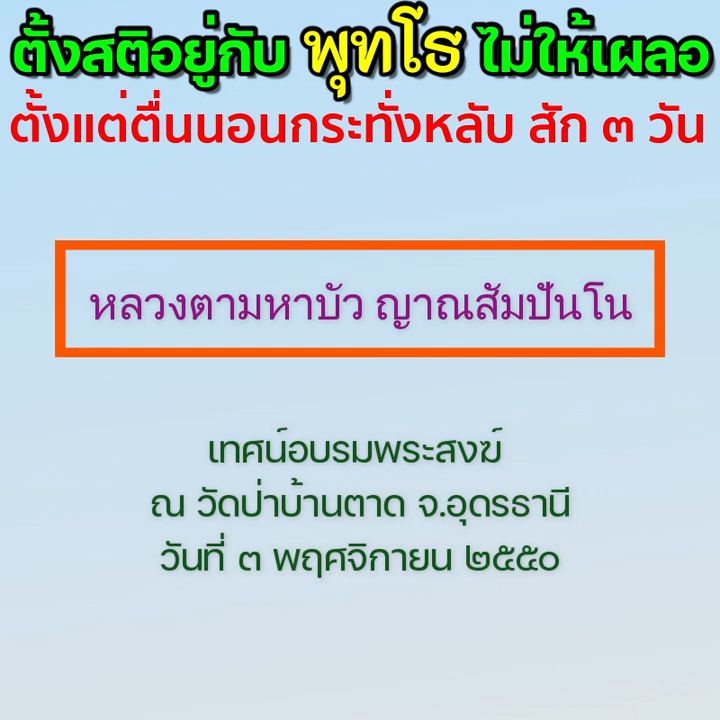 ตั้งสติอยู่กับ พุทโธ ไม่ให้เผลอ
ตั้งแต่ตื่นนอนกระทั่งหลับ สัก ๓ วัน
หลวงตามหาบัว ญาณสัมปันโน
เทศน์อบรมพระสงฆ์
ณ วัดป่าบ้านตาด จ.อุดรธานี
วันที่ ๓ พฤศจิกายน ๒๕๕๐